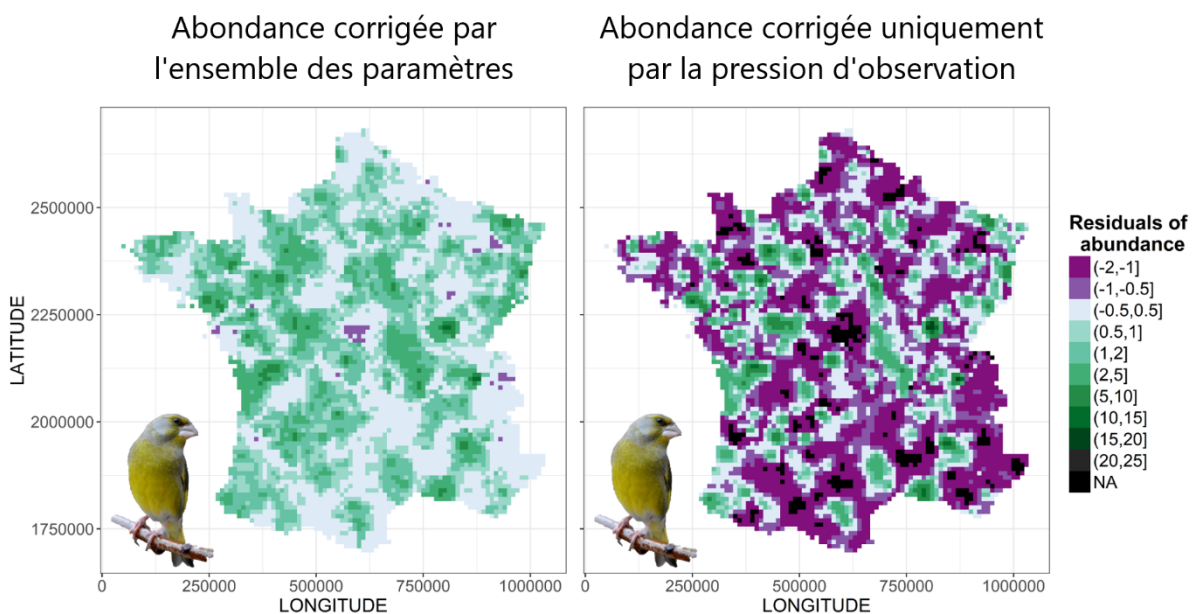 Abondance corrigée par
l'ensemble des paramètres
Abondance corrigée uniquement
par la pression d'observation
LATITUDE
2500000
2250000
2000000
1750000
0
250000
500000
750000
1000000
LONGITUDE
0
250000
500000
750000
1000000
LONGITUDE
Residuals of
abundance
(-2,-1]
(-1,-0.5]
(-0.5,0.5]
(0.5,1]
(1,2]
(2,5]
(5,10]
(10,15]
(15,20]
(20,25]
NA